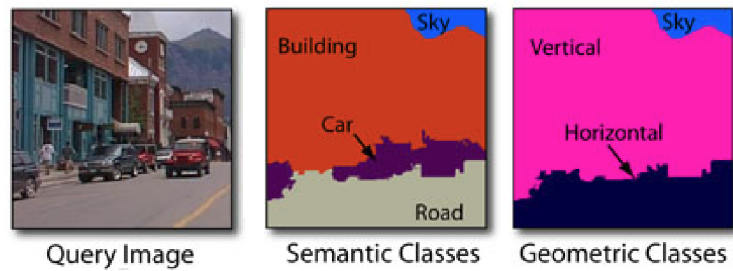 Sky
Building
Car
Road
Sky
Vertical
Horizontal
Query Image
Semantic Classes
Geometric Classes